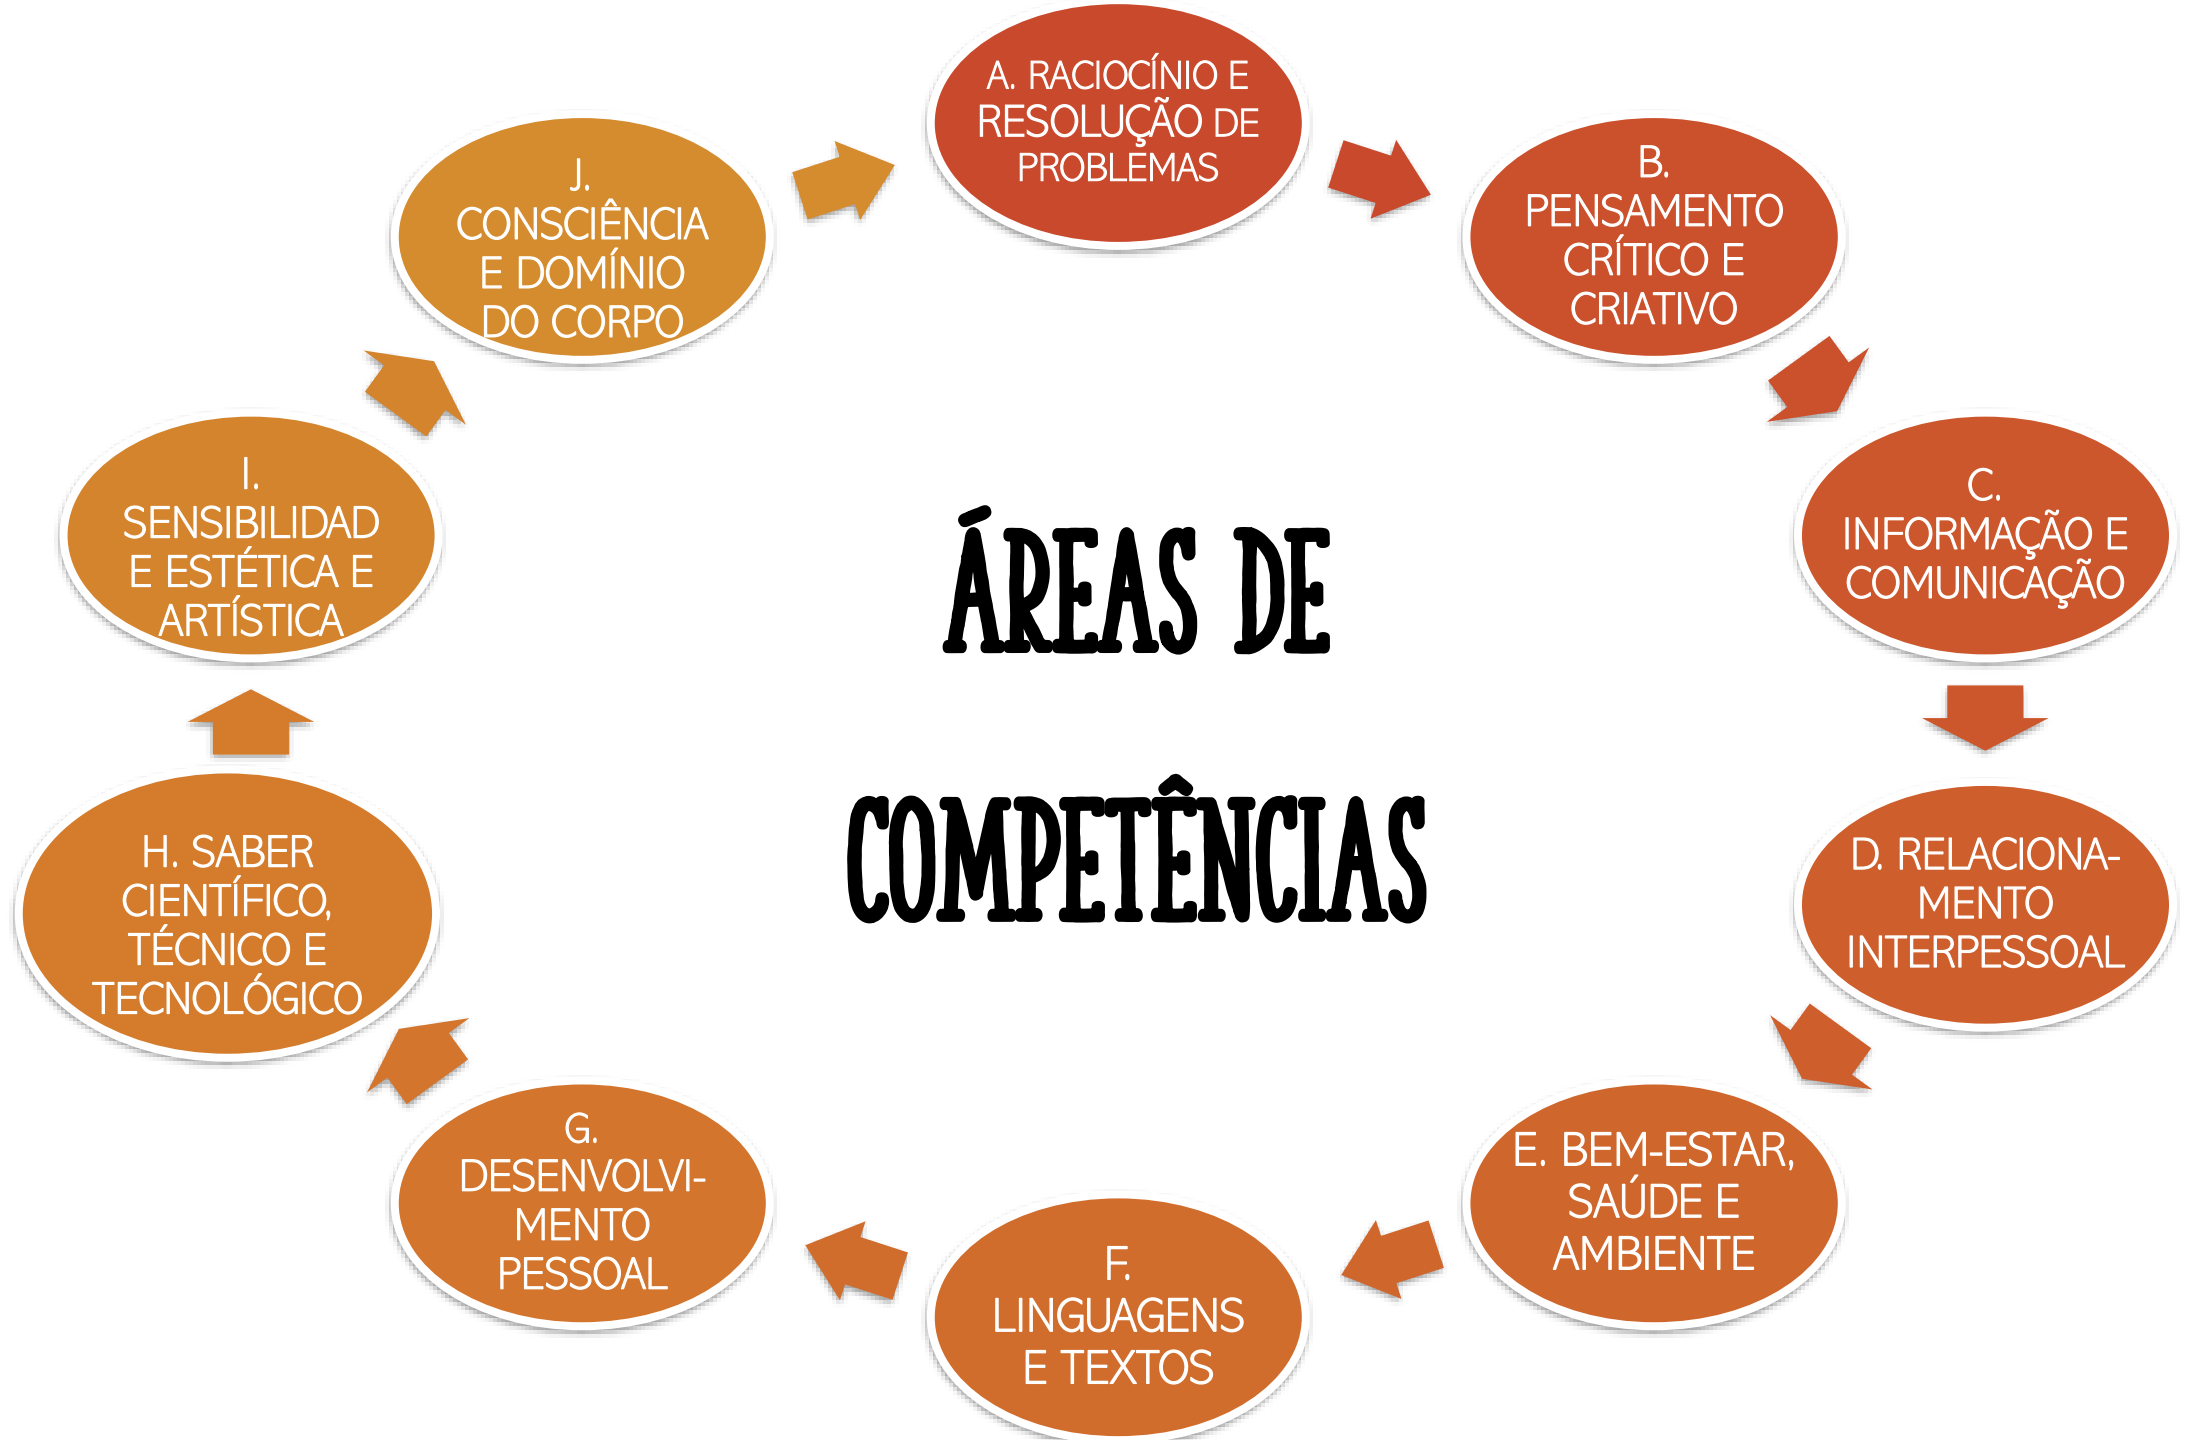 A. RACIOCÍNIO E
RESOLUÇÃO DE
PROBLEMAS
B.
PENSAMENTO
CRÍTICO E
CRIATIVO
C.
INFORMAÇÃO E
COMUNICAÇÃO
D. RELACIONA-
MENTO
INTERPESSOAL
E. BEM-ESTAR,
SAÚDE E
AMBIENTE
F.
LINGUAGENS
E TEXTOS
G.
DESENVOLVI-
MENTO
PESSOAL
H. SABER
CIENTÍFICO,
TÉCNICO E
TECNOLÓGICO
I.
SENSIBILIDAD
E ESTÉTICA E
ARTÍSTICA
J.
CONSCIÊNCIA
E DOMÍNIO
DO CORPO
ÁREAS DE
COMPETÊNCIAS